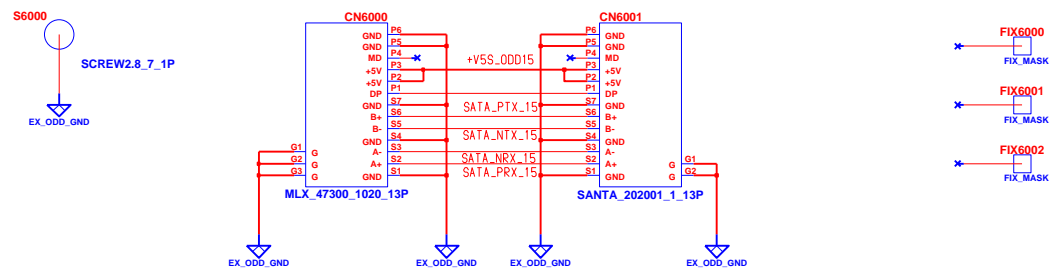 S6000
SCREW2.8_7_1P
EX_ODD_GND
CN6000
P6 GND
P5 GND
P4 MD
P3 +5V
P2 +5V
P1 DP
S7 GND
S6 B+
S5 B-
S4 GND
S3 A-
S2 A+
S1 GND
G1 G
G2 G
G3 G
MLX_47300_1020_13P
EX_ODD_GND
EX_ODD_GND
+V5S_ODD15
SATA_PTX_15
SATA_NTX_15
SATA_NRX_15
SATA_PRX_15
CN6001
P6 GND
P5 GND
P4 MD
P3 +5V
P2 +5V
P1 DP
S7 GND
S6 B+
S5 B-
S4 GND
S3 A-
S2 A+
S1 GND
G G1
G G2
SANTA_202001_1_13P
EX_ODD_GND
EX_ODD_GND
FIX6000
FIX_MASK
FIX6001
FIX_MASK
FIX6002
FIX_MASK